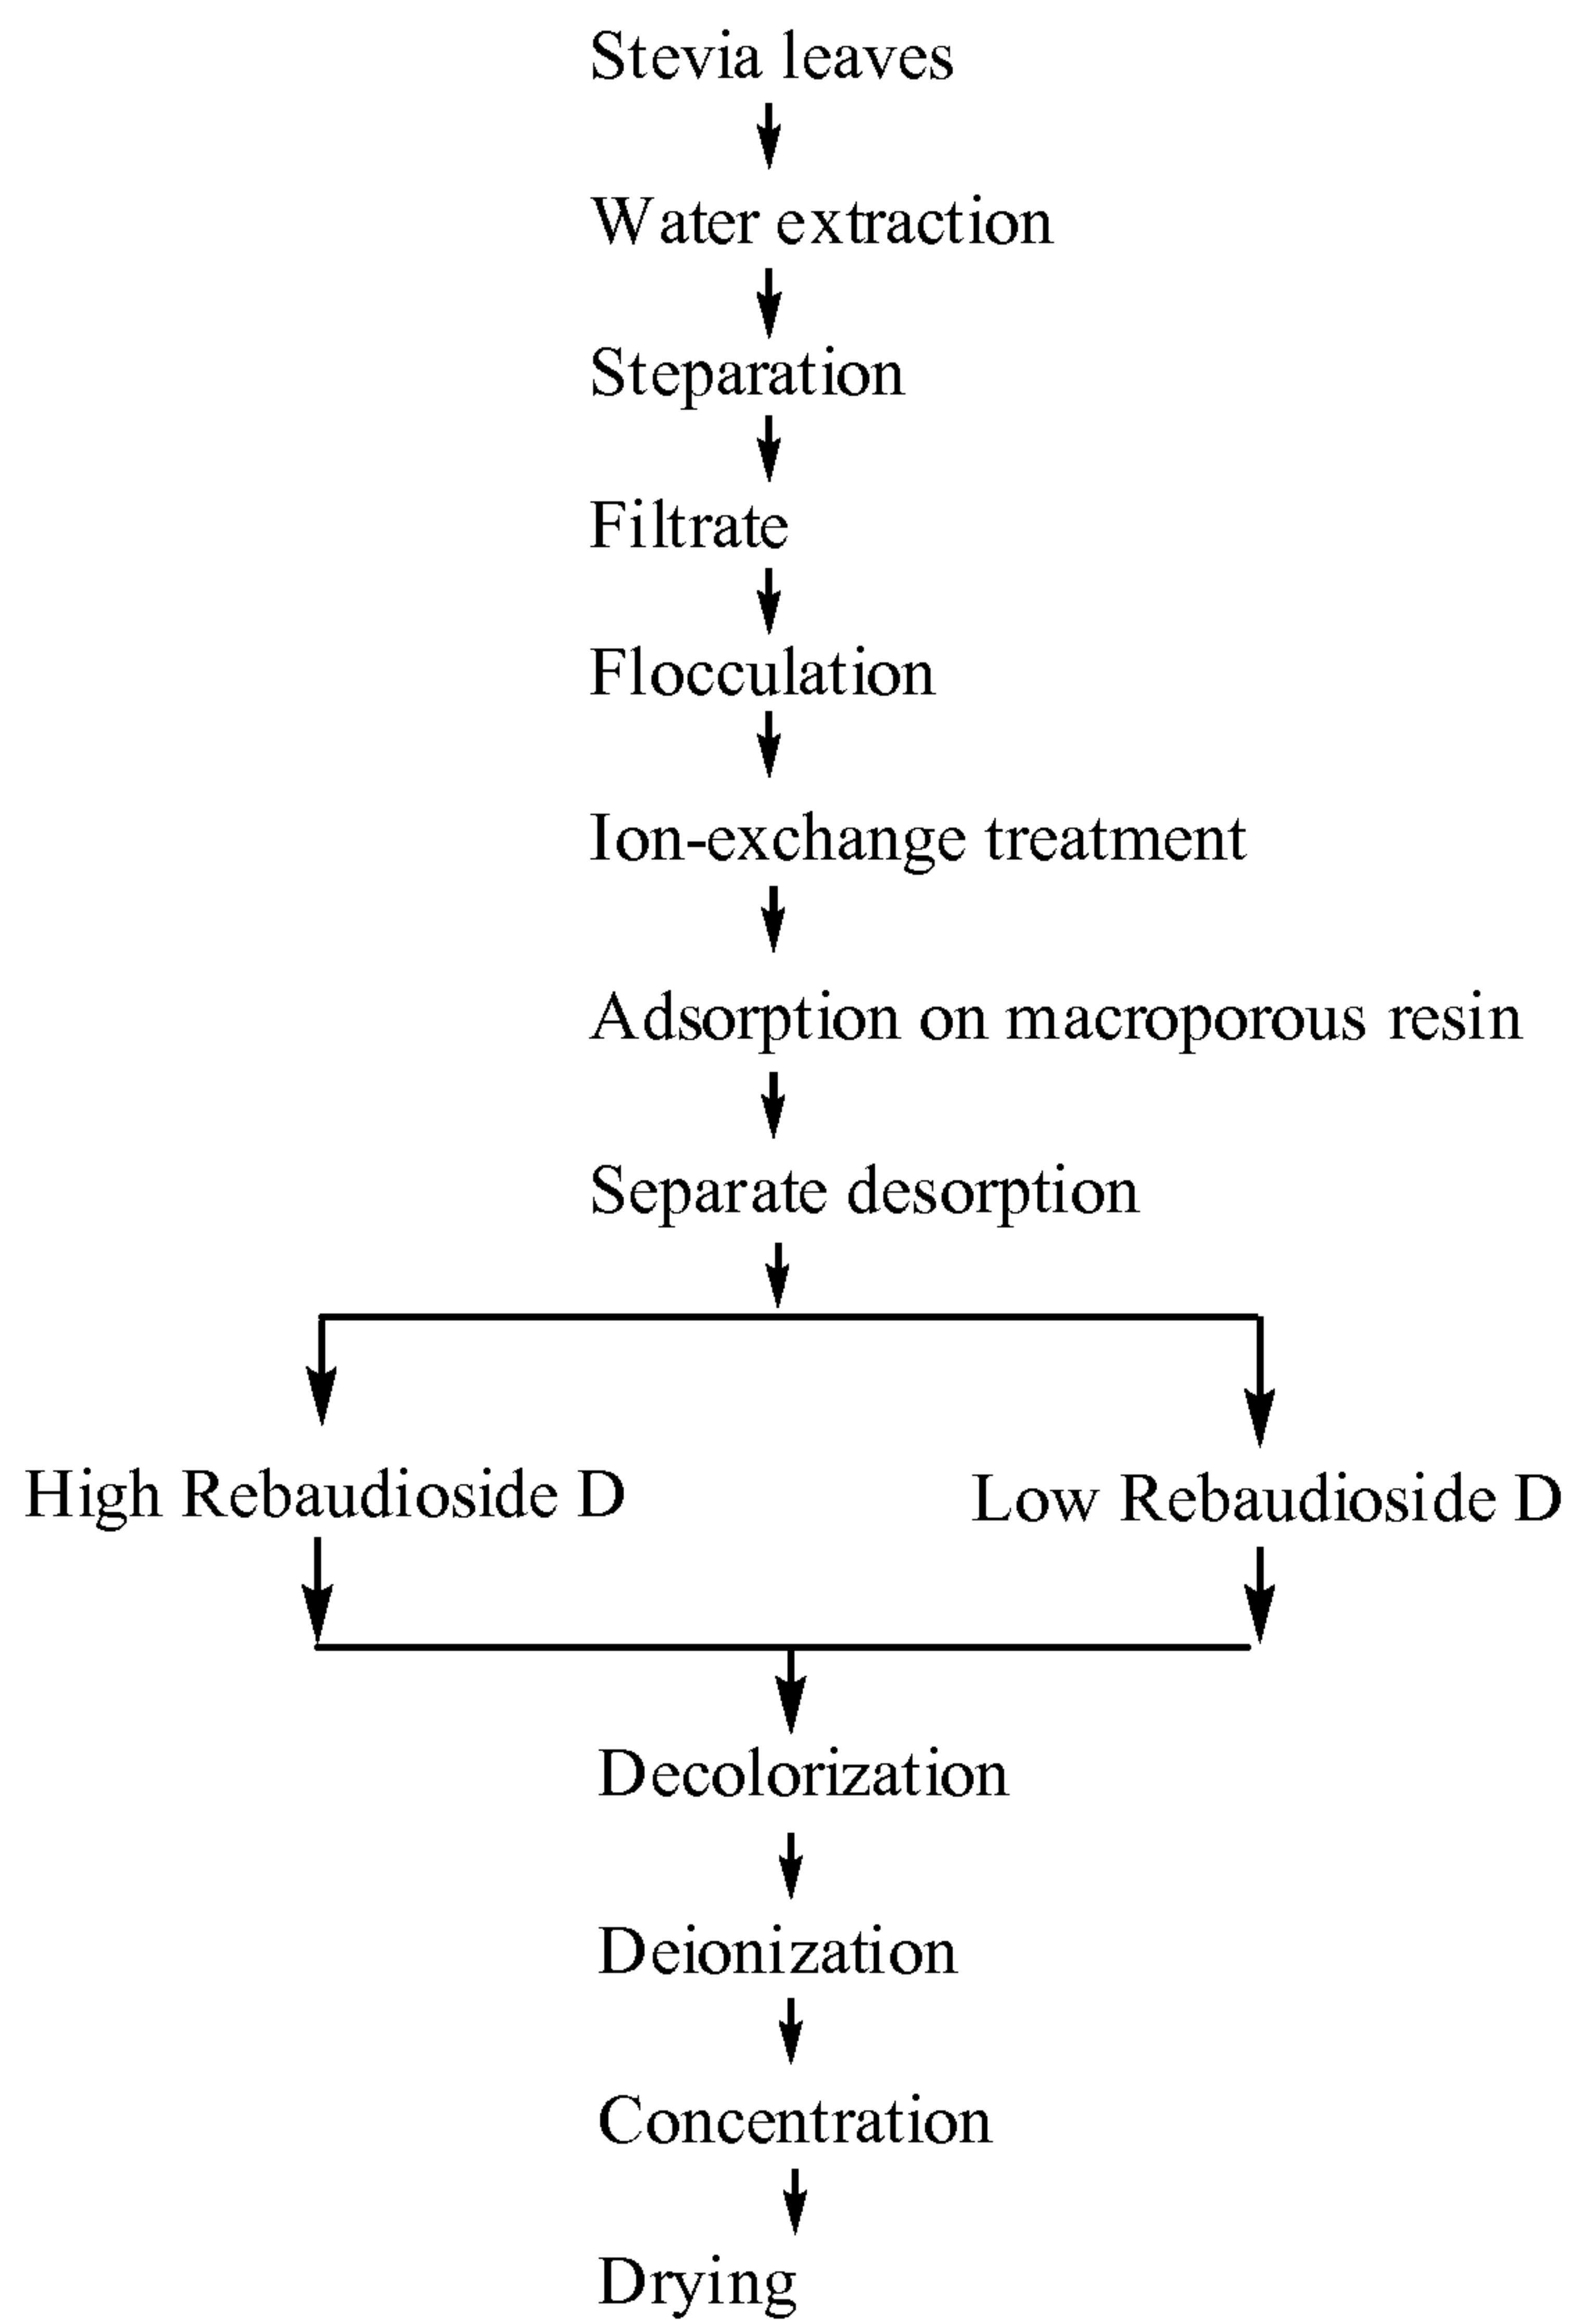 Stevia leaves
Water extraction
Steparation
Filtrate
Flocculation
Ion-exchange treatment
Adsorption on macroporous resin
Separate desorption
High Rebaudioside D
Low Rebaudioside D
Decolorization
Deionization
Concentration
Drying